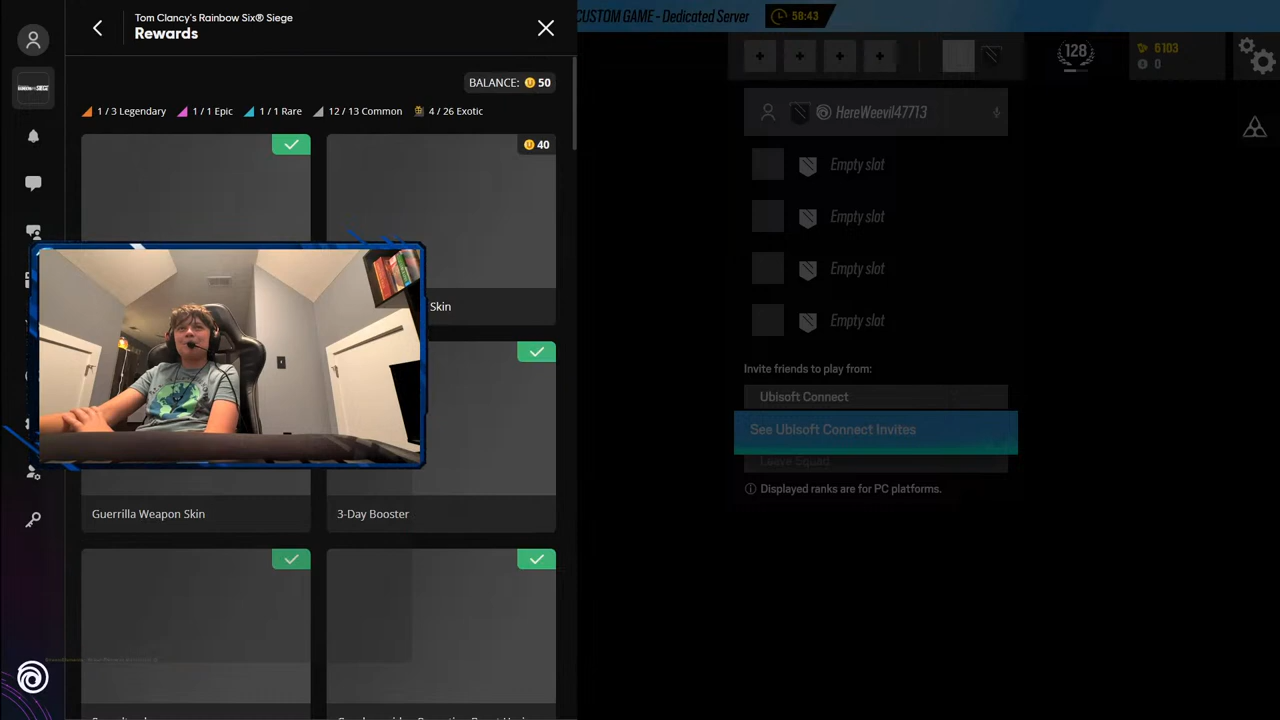 Tom Clancy's Rainbow Six® Siege
Rewards
BALANCE: 50
1 / 3 Legendary
1 / 1 Epic
1 / 1 Rare
12 / 13 Common
4 / 26 Exotic
40
Skin
Guerrilla Weapon Skin
3-Day Booster
CUSTOM GAME - Dedicated Server
58:43
128
6103
0
HereWeevil47713
Empty slot
Empty slot
Empty slot
Empty slot
Invite friends to play from:
Ubisoft Connect
See Ubisoft Connect Invites
Leave Squad
Displayed ranks are for PC platforms.